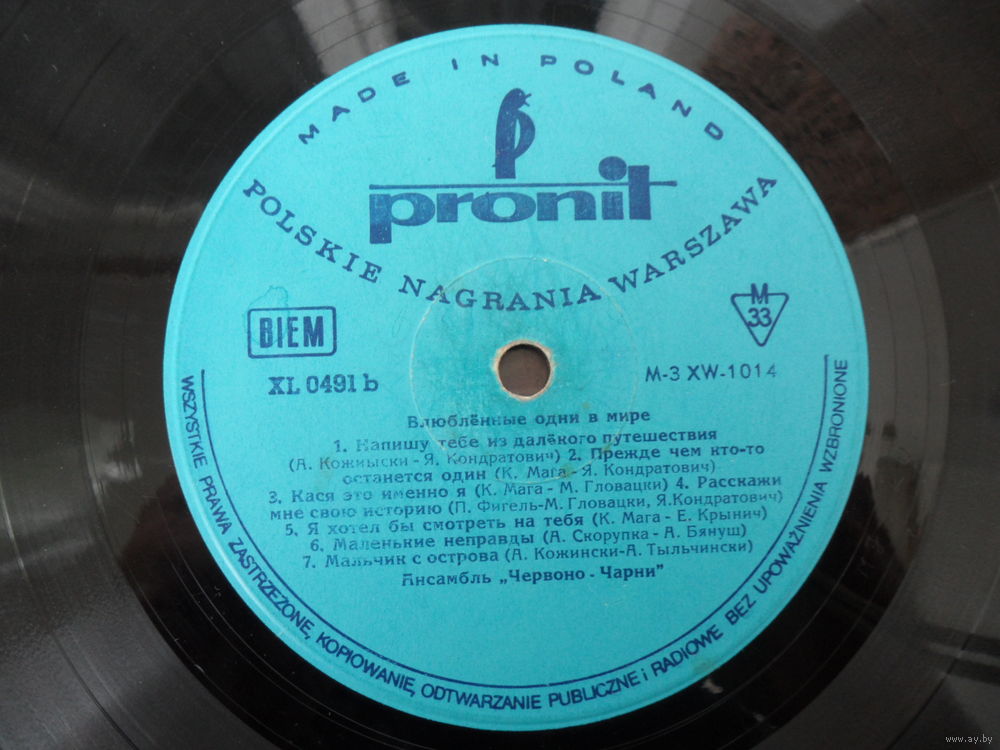 MADE IN POLAND
pronit
POLSKIE NAGRANIA WARSZAWA
BIEM
M
33
XL 0491 b
M-3 XW-1014
Влюблённые одни в мире
1. Напишу тебе из далёкого путешествия
(А. Кожиыски - Я. Кондратович) 2. Прежде чем кто-то
останется один (К. Мага - Я. Кондратович)
3. Кася это именно я (К. Мага - М. Гловацки) 4. Расскажи
мне свою историю (П. Фигель-М. Гловацки, Я.Кондратович)
5. Я хотел бы смотреть на тебя (К. Мага - Е. Крынич)
6. Маленькие неправды (А. Скорупка - А. Бянуш)
7. Мальчик с острова (А. Кожински-А. Тыльчински)
Ансамбль „Червоно - Чарни"
WSZYSTKIE PRAWA ZASTRZEŻONE, KOPIOWANIE, ODTWARZANIE PUBLICZNE i RADIOWE BEZ UPOWAŻNIENIA WZBRONIONE
www.ay.by